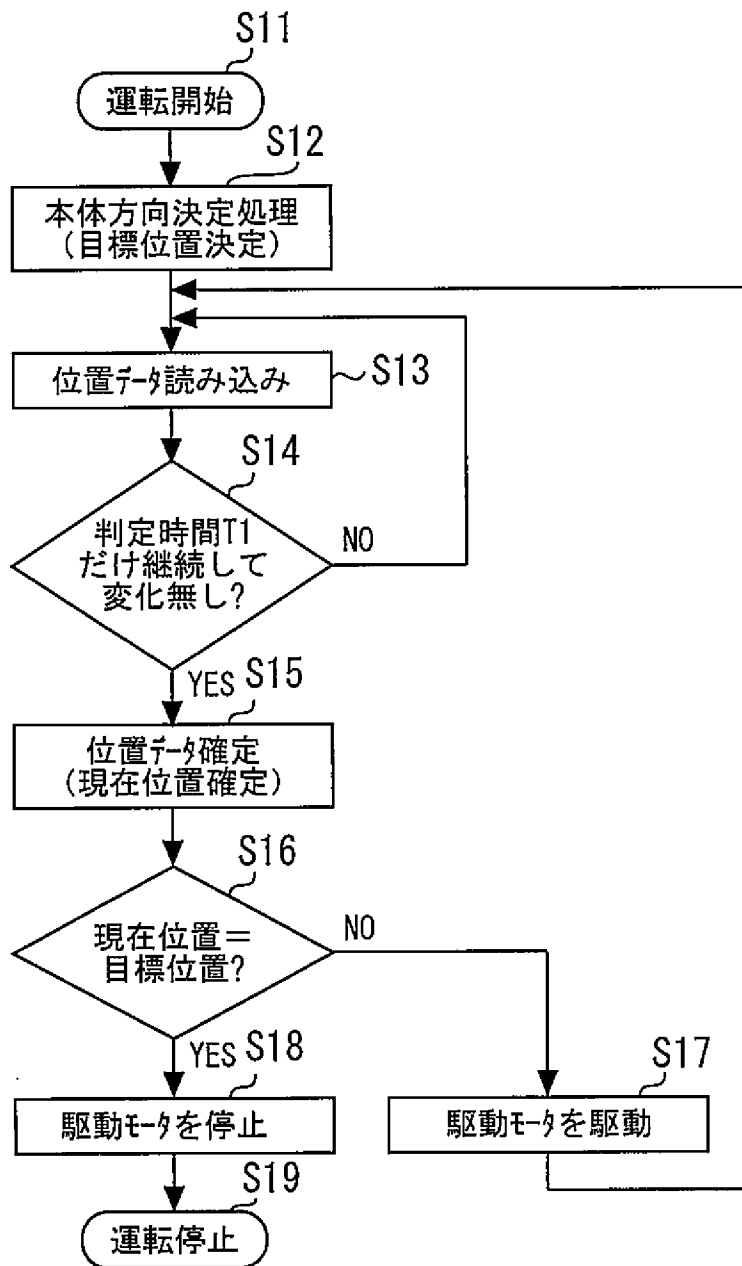 S11
運転開始
S12
本体方向決定処理
(目標位置決定)
位置ﾃﾞｰﾀ読み込み
S13
S14
判定時間T1
だけ継続して
変化無し?
NO
YES
S15
位置ﾃﾞｰﾀ確定
(現在位置確定)
S16
現在位置＝
目標位置?
NO
YES
S18
駆動ﾓｰﾀを停止
S17
駆動ﾓｰﾀを駆動
S19
運転停止